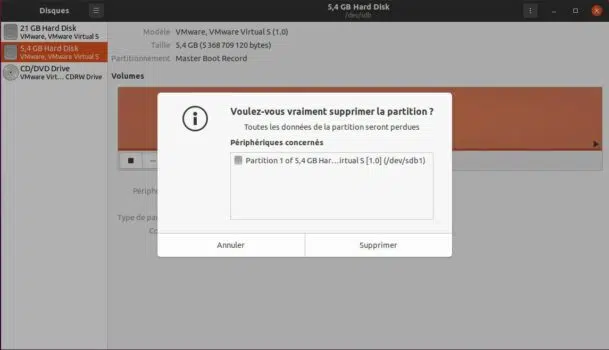 Disques
5,4 GB Hard Disk
/dev/sdb
21 GB Hard Disk
VMware, VMware Virtual S
5,4 GB Hard Disk
VMware, VMware Virtual S
CD/DVD Drive
VMware Virt… CDRW Drive
Modèle VMware, VMware Virtual S (1.0)
Taille 5,4 GB (5 368 709 120 bytes)
Partitionnement Master Boot Record
Volumes
Voulez-vous vraiment supprimer la partition ?
Toutes les données de la partition seront perdues
Périphériques concernés
Partition 1 of 5,4 GB Har…irtual S [1.0] (/dev/sdb1)
Périph
Type de par
Co
Annuler Supprimer